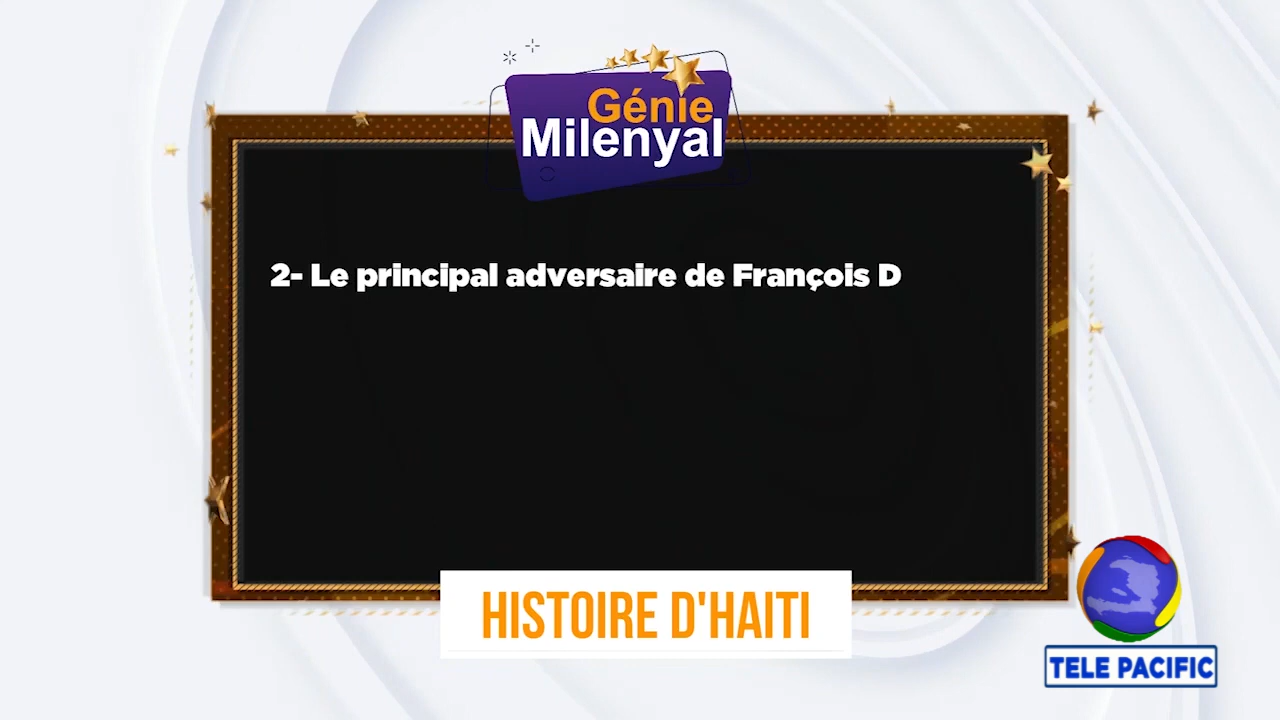 Génie
Milenyal
2- Le principal adversaire de François D
HISTOIRE D'HAITI
TELE PACIFIC